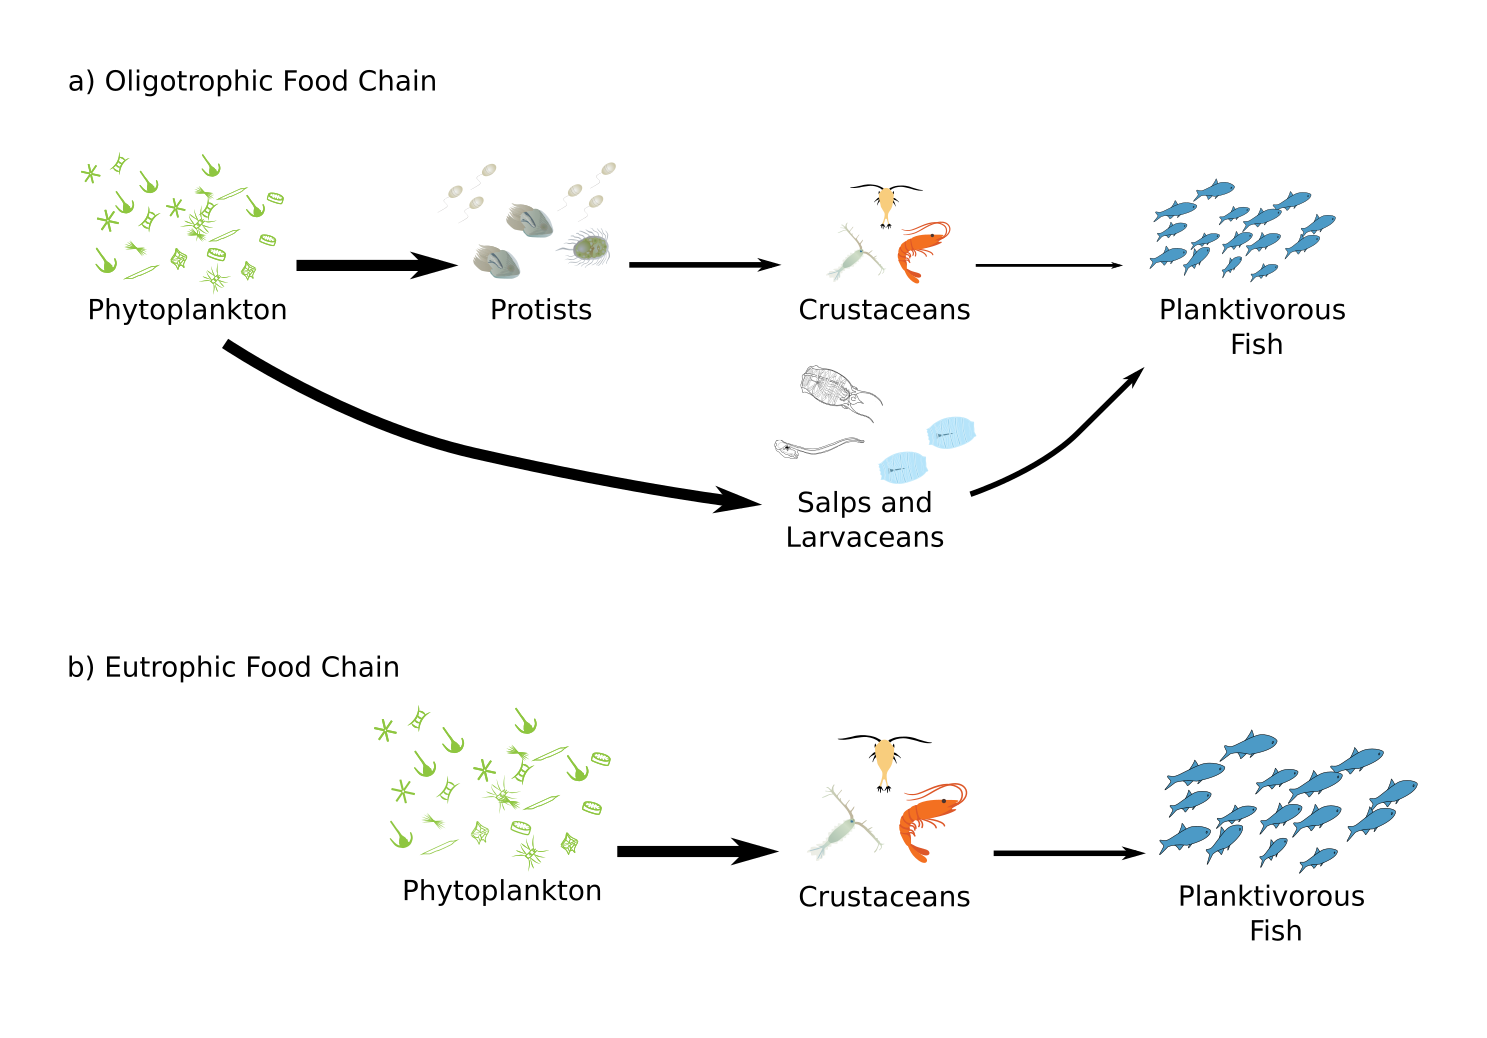 a) Oligotrophic Food Chain
Phytoplankton
Protists
Crustaceans
Planktivorous
Fish
Salps and
Larvaceans
b) Eutrophic Food Chain
Phytoplankton
Crustaceans
Planktivorous
Fish